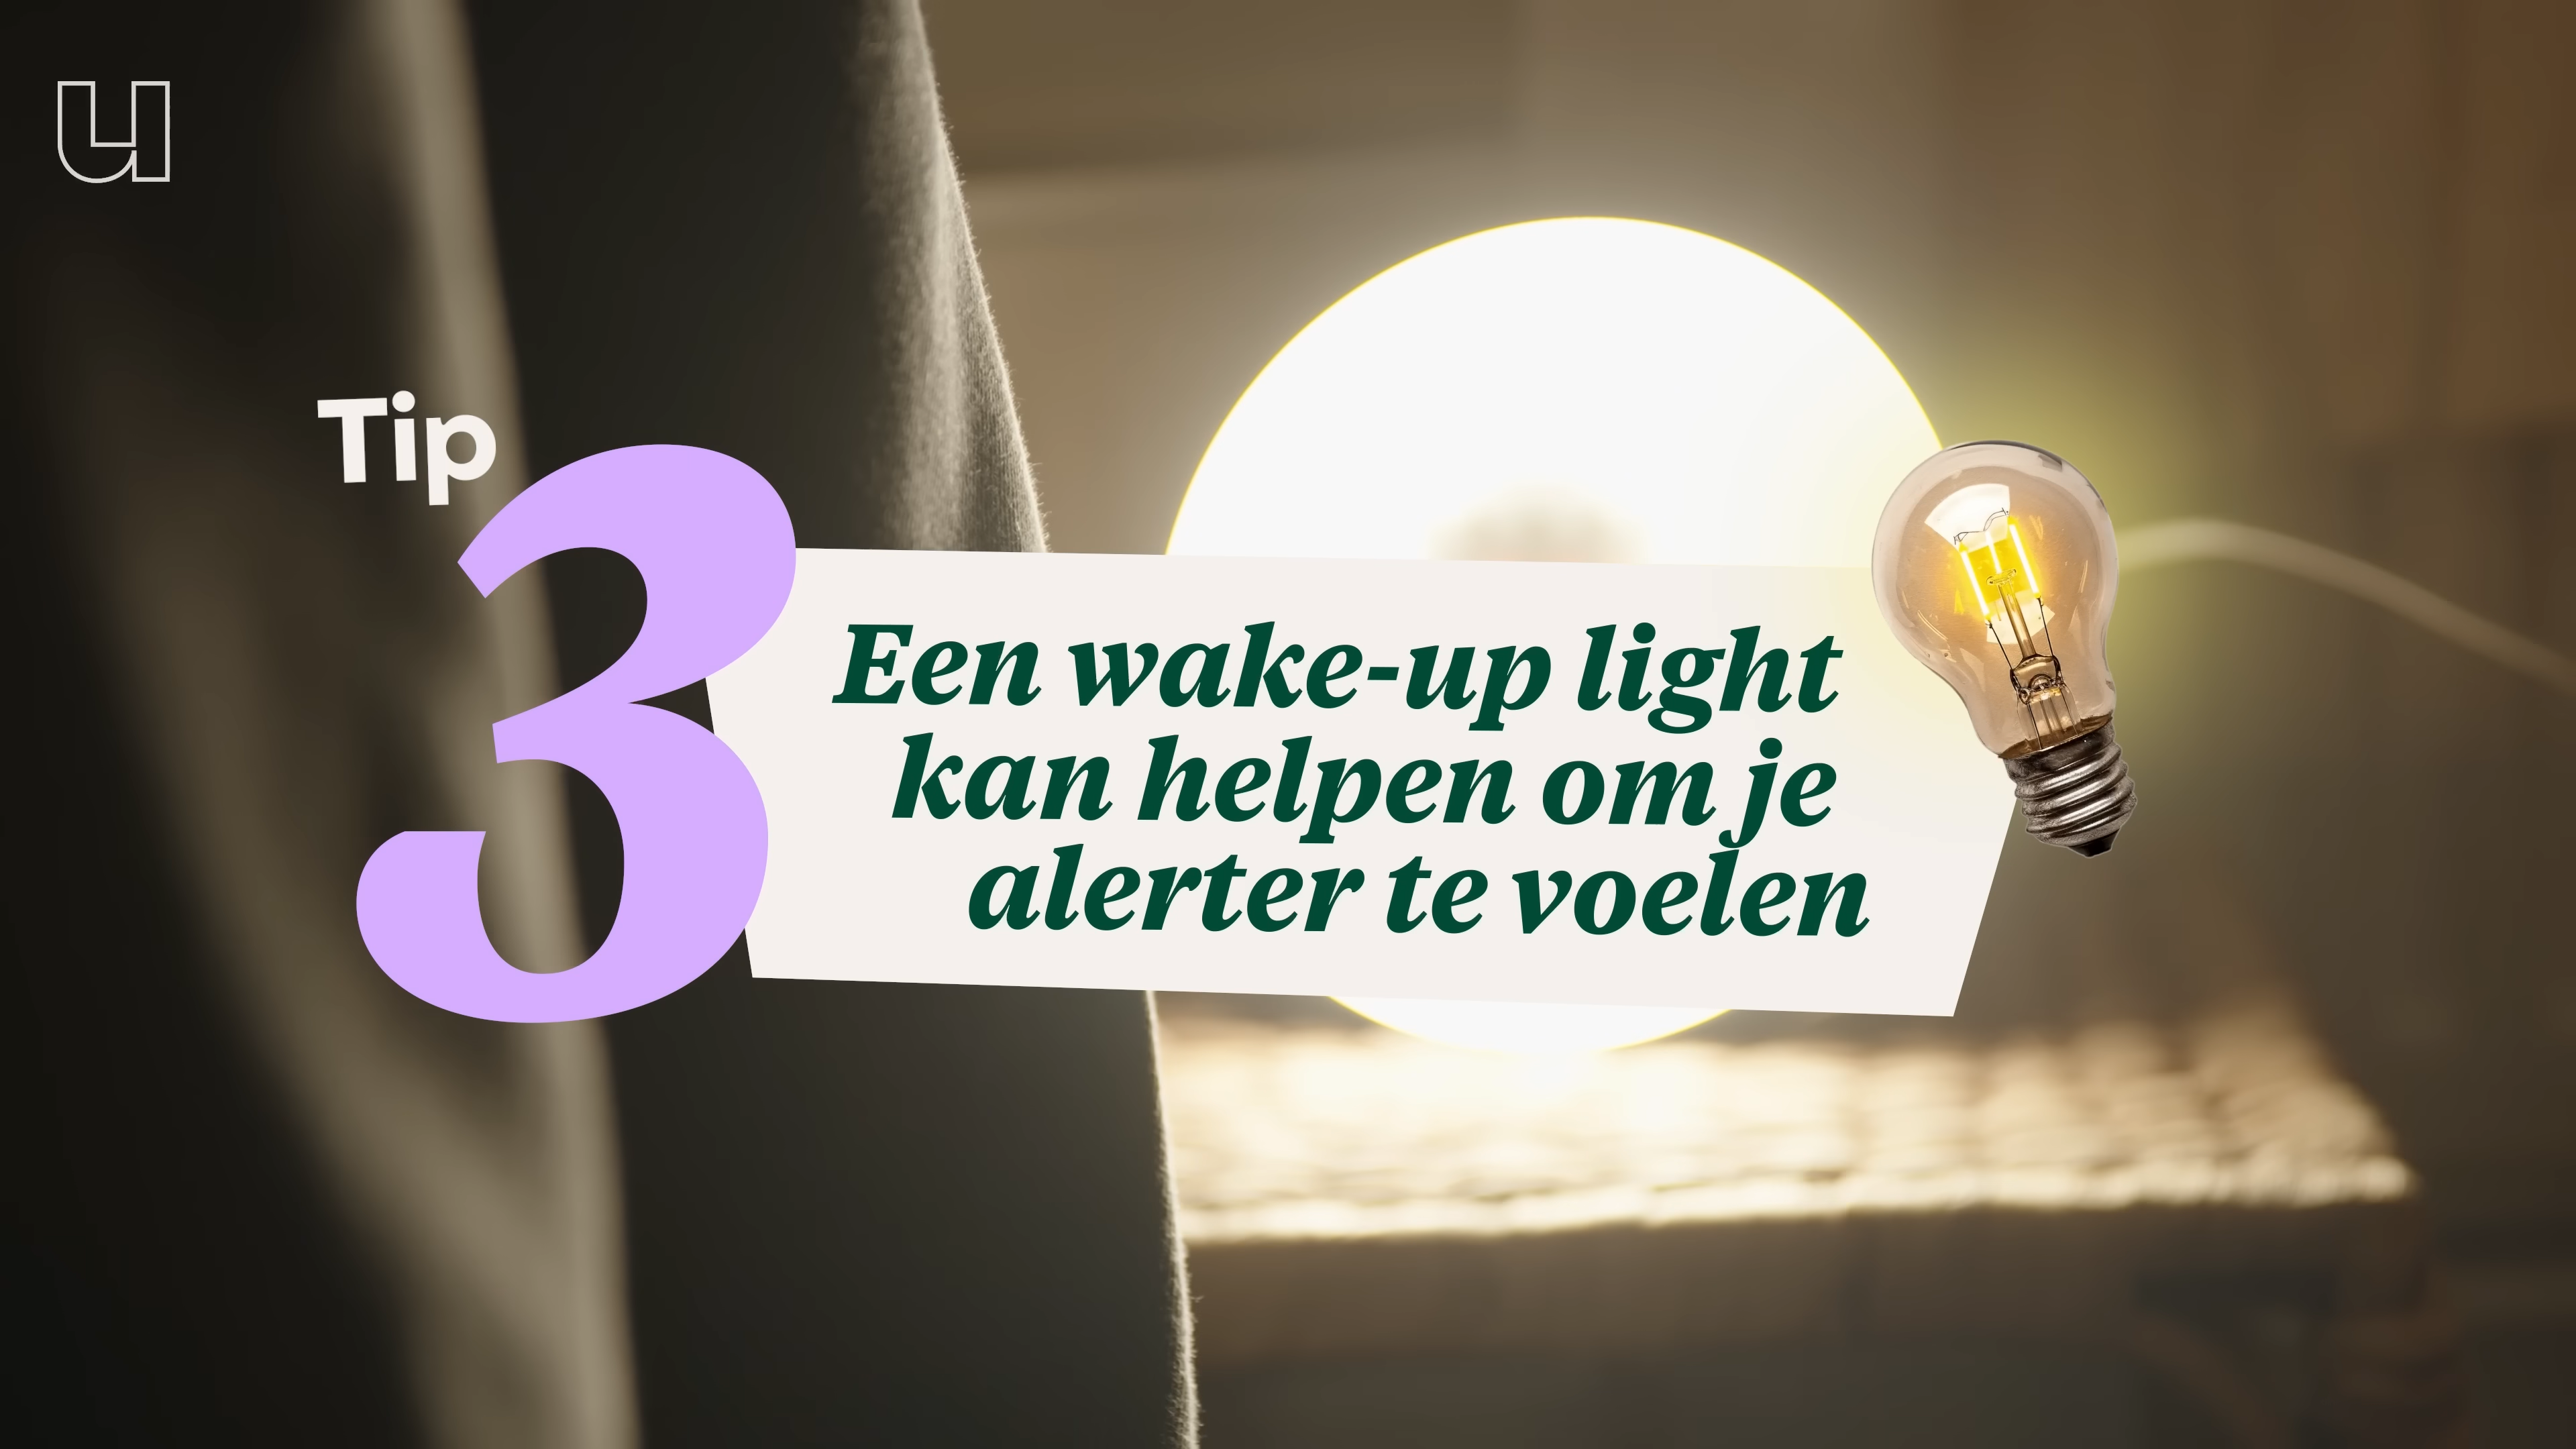 u
Tip
3
Een wake-up light
kan helpen om je
alerter te voelen